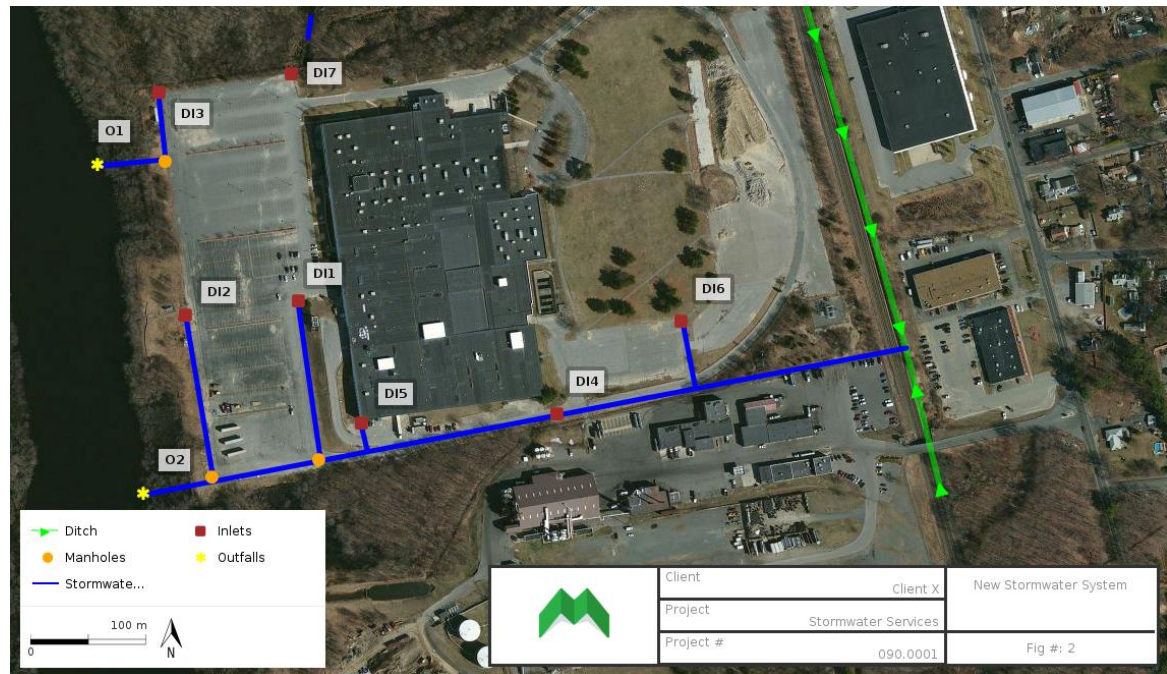 DI7
DI3
O1
DI1
DI2
DI6
DI4
DI5
O2
Ditch
Inlets
Manholes
Outfalls
Stormwate...
100 m
0
N
Client
Client X
New Stormwater System
Project
Stormwater Services
Project #
090.0001
Fig #: 2